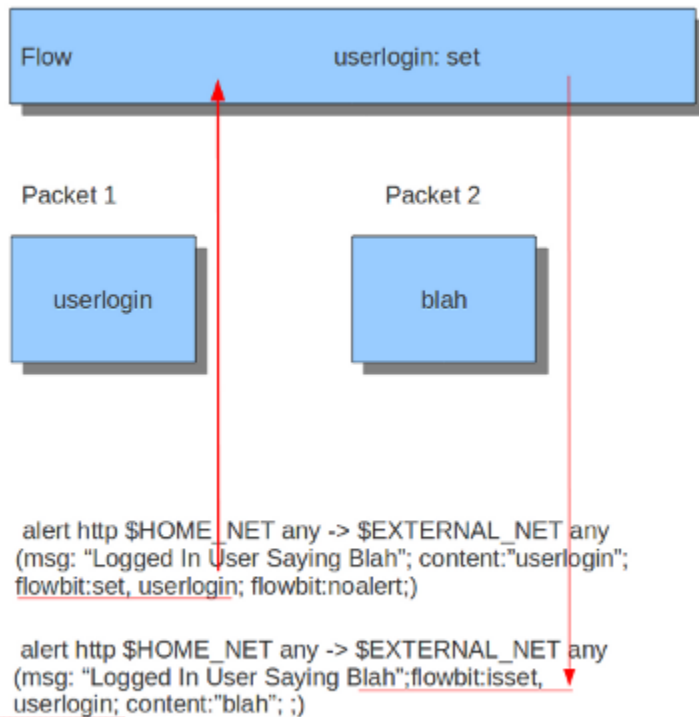 Flow userlogin: set
Packet 1 Packet 2
userlogin blah
alert http $HOME_NET any -> $EXTERNAL_NET any
(msg: “Logged In User Saying Blah”; content:”userlogin”;
flowbit:set, userlogin; flowbit:noalert;)
alert http $HOME_NET any -> $EXTERNAL_NET any
(msg: “Logged In User Saying Blah”;flowbit:isset,
userlogin; content:”blah”; ;)